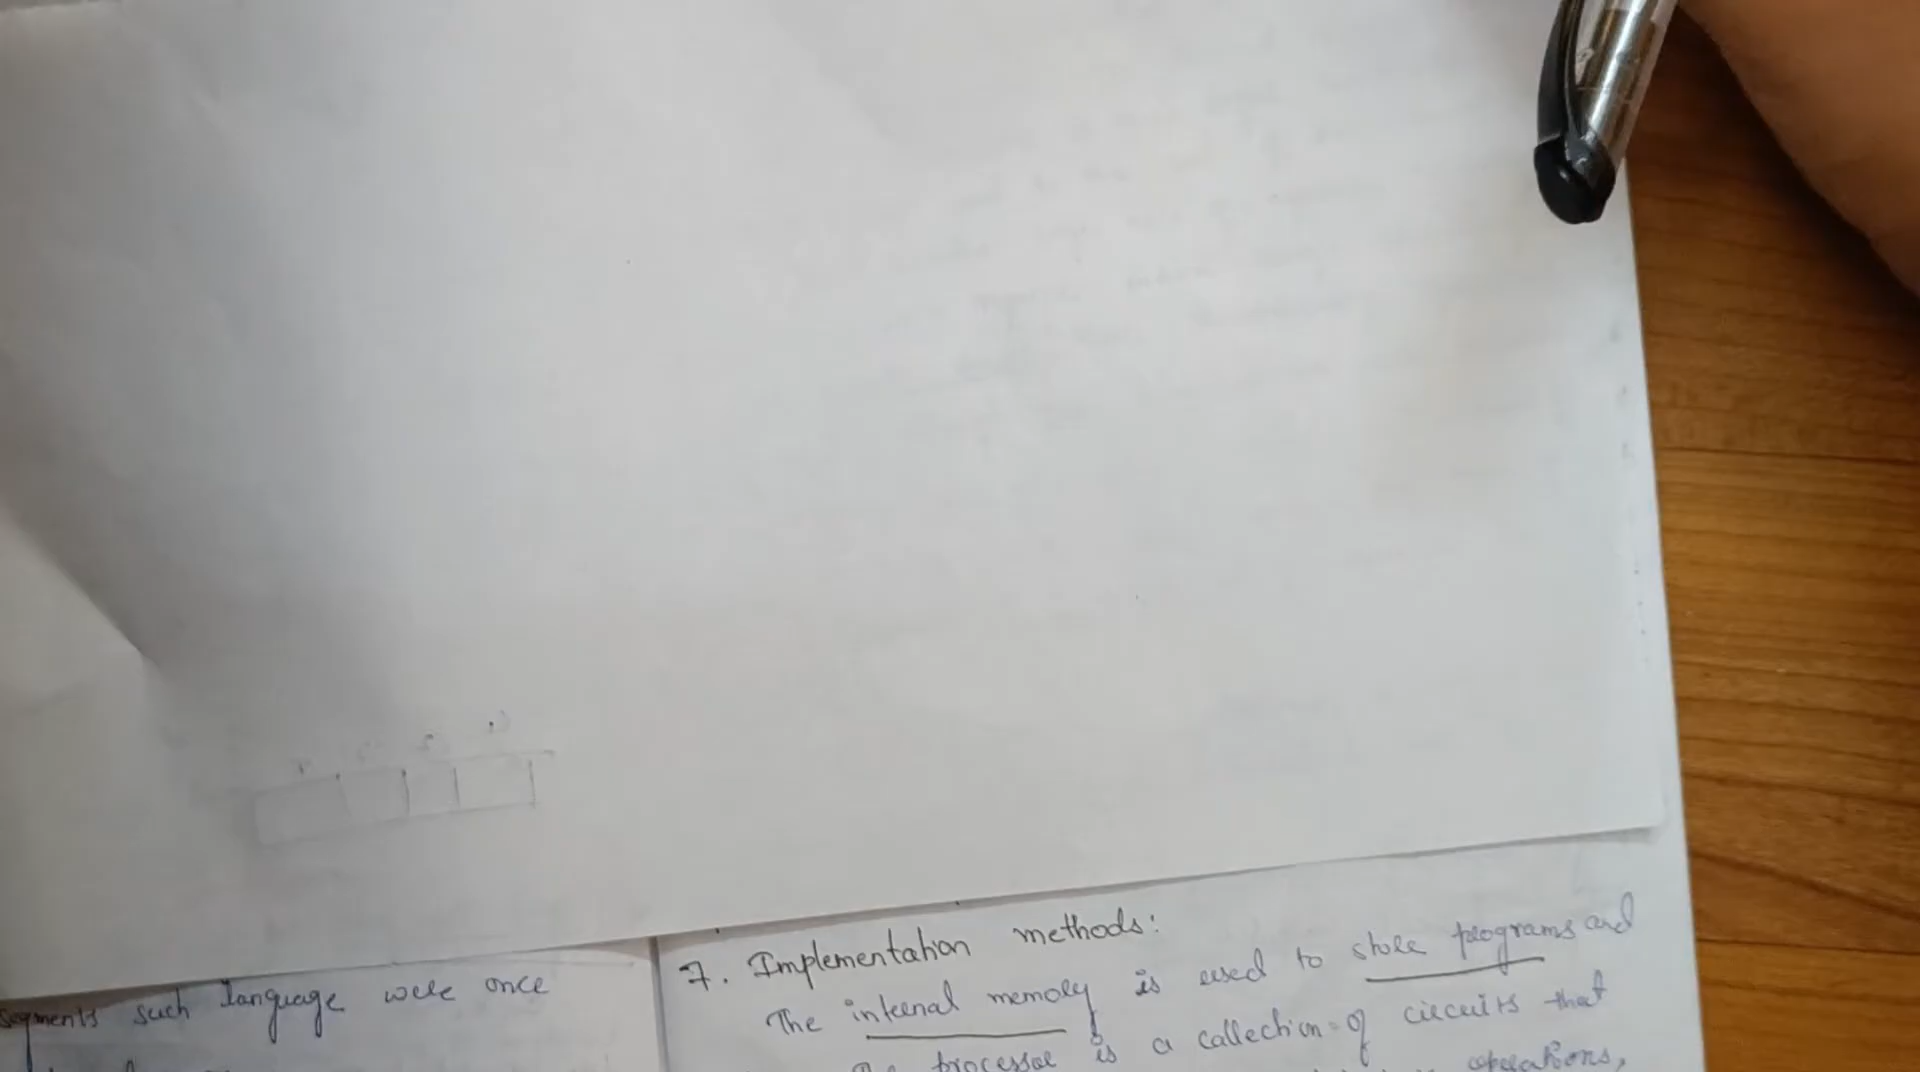 segments such language were once
7. Implementation methods:
The internal memory is used to store programs and
The processor is a collection of circuits that
operations,